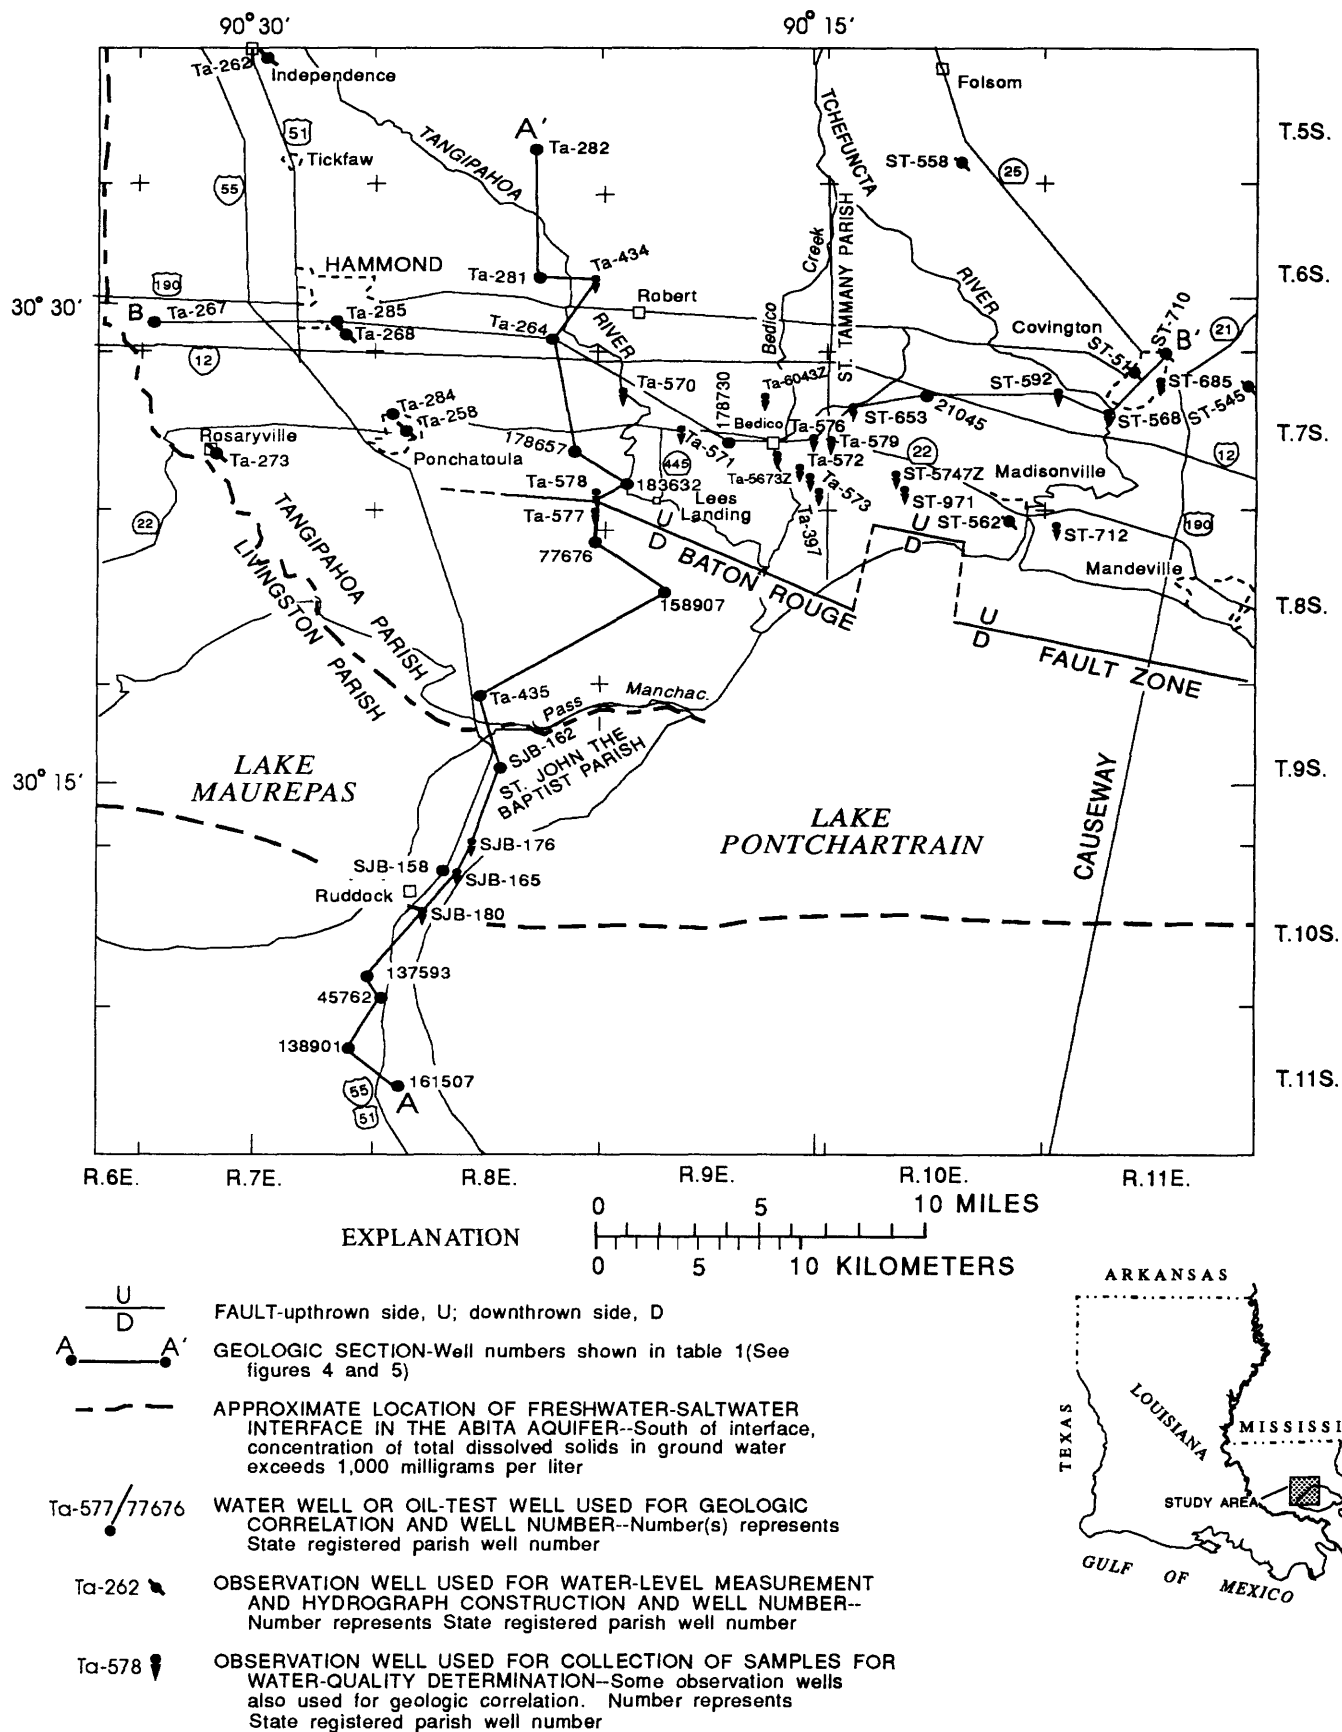 90° 30'
90° 15'
Ta-262
Independence
Folsom
T.5S.
51
Tickfaw
TANGIPAHOA
A'
Ta-282
TCHEFUNCTA
ST-558
25
55
ST. TAMMANY PARISH
Creek
HAMMOND
Ta-281
Ta-434
RIVER
T.6S.
190
Robert
30° 30'
B
Ta-267
Ta-285
Ta-268
Ta-264
RIVER
Bedico
Covington
ST-51
ST-710
B'
21
12
Ta-570
178730
Ta-6043Z
ST-592
ST-685
ST-545
Ta-284
Ta-258
ST-653
21045
ST-568
T.7S.
Rosaryville
Ta-273
Ponchatoula
178657
Ta-571
Bedico
Ta-576
Ta-579
22
12
445
Ta-572
Ta-5673Z
ST-5747Z
Madisonville
Ta-578
183632
Ta-573
ST-971
22
Ta-577
U
Lees
Landing
Ta-397
ST-562
190
TANGIPAHOA PARISH
LIVINGSTON PARISH
77676
D
BATON ROUGE
U
D
ST-712
Mandeville
158907
T.8S.
U
D
FAULT ZONE
Ta-435
Pass
Manchac.
SJB-162
ST. JOHN THE
BAPTIST PARISH
LAKE
MAUREPAS
30° 15'
T.9S.
LAKE
PONTCHARTRAIN
CAUSEWAY
SJB-176
SJB-158
SJB-165
Ruddock
SJB-180
T.10S.
137593
45762
138901
161507
A
T.11S.
55
51
R.6E.
R.7E.
R.8E.
R.9E.
R.10E.
R.11E.
0 5 10 MILES
EXPLANATION
0 5 10 KILOMETERS
U
D
FAULT-upthrown side, U; downthrown side, D
A A'
GEOLOGIC SECTION-Well numbers shown in table 1(See
figures 4 and 5)
APPROXIMATE LOCATION OF FRESHWATER-SALTWATER
INTERFACE IN THE ABITA AQUIFER--South of interface,
concentration of total dissolved solids in ground water
exceeds 1,000 milligrams per liter
Ta-577/77676
WATER WELL OR OIL-TEST WELL USED FOR GEOLOGIC
CORRELATION AND WELL NUMBER--Number(s) represents
State registered parish well number
Ta-262
OBSERVATION WELL USED FOR WATER-LEVEL MEASUREMENT
AND HYDROGRAPH CONSTRUCTION AND WELL NUMBER--
Number represents State registered parish well number
Ta-578
OBSERVATION WELL USED FOR COLLECTION OF SAMPLES FOR
WATER-QUALITY DETERMINATION--Some observation wells
also used for geologic correlation. Number represents
State registered parish well number
ARKANSAS
TEXAS
LOUISIANA
MISSISSI
STUDY AREA
GULF OF MEXICO